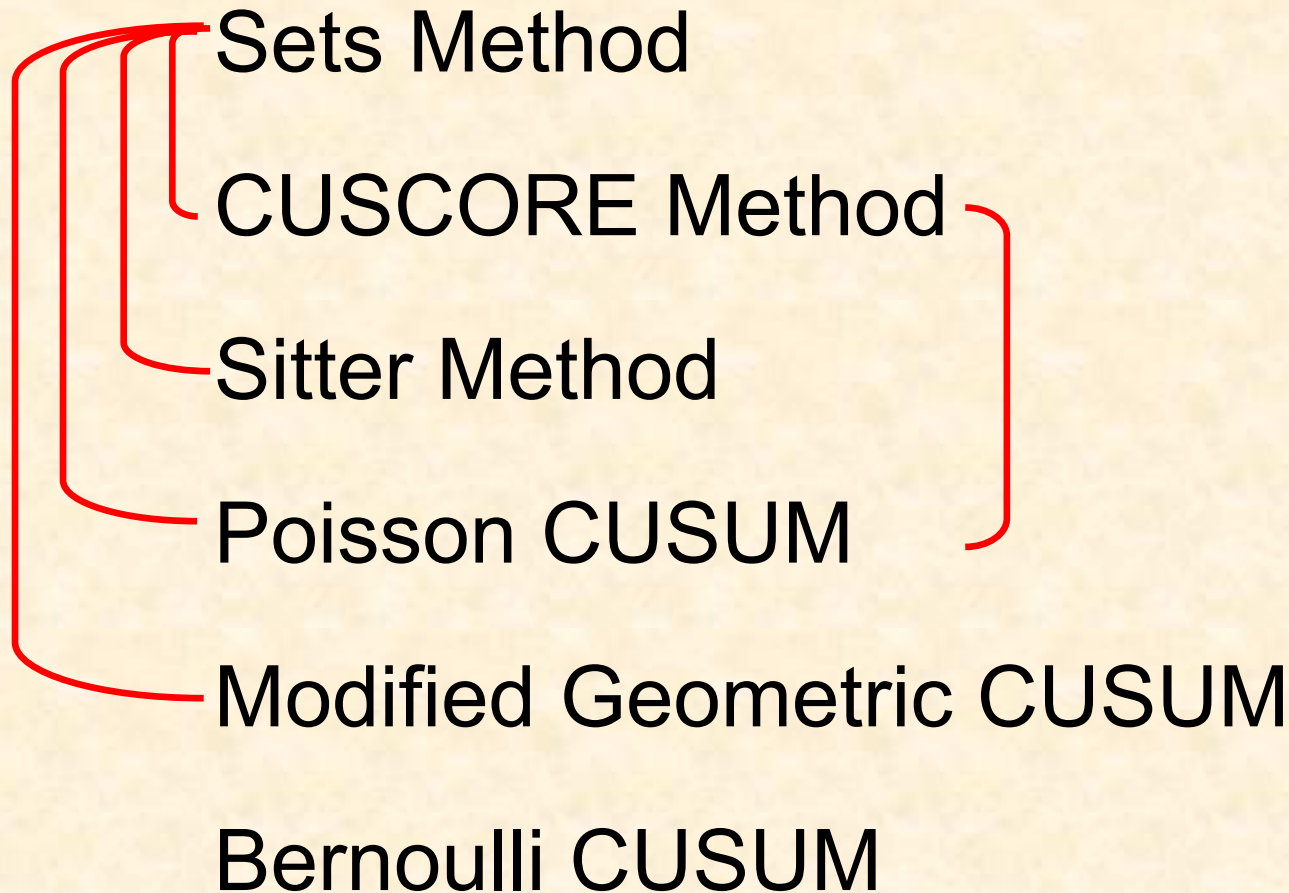 Sets Method
CUSCORE Method
Sitter Method
Poisson CUSUM
Modified Geometric CUSUM
Bernoulli CUSUM